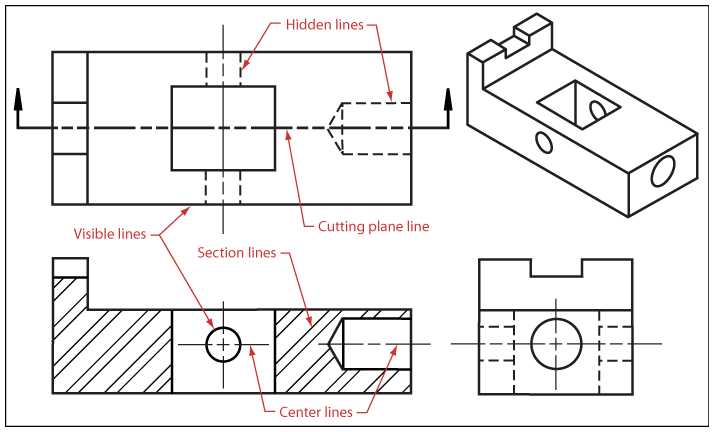 Hidden lines
Cutting plane line
Visible lines
Section lines
Center lines